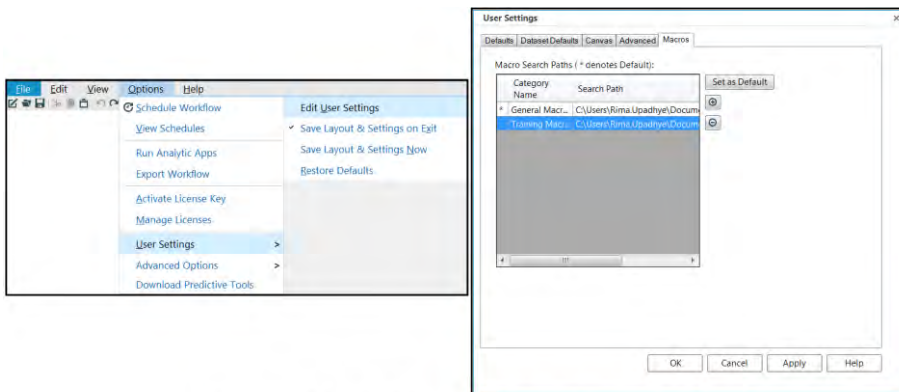 File Edit View Options Help
Schedule Workflow
View Schedules
Run Analytic Apps
Export Workflow
Activate License Key
Manage Licenses
User Settings >
Advanced Options >
Download Predictive Tools
Edit User Settings
✓ Save Layout & Settings on Exit
Save Layout & Settings Now
Restore Defaults
User Settings ×
Defaults Dataset Defaults Canvas Advanced Macros
Macro Search Paths ( * denotes Default):
Category Name Search Path
* General Macr... C:\Users\Rima.Upadhye\Docum
Training Macr... C:\Users\Rima.Upadhye\Docum
Set as Default
OK Cancel Apply Help